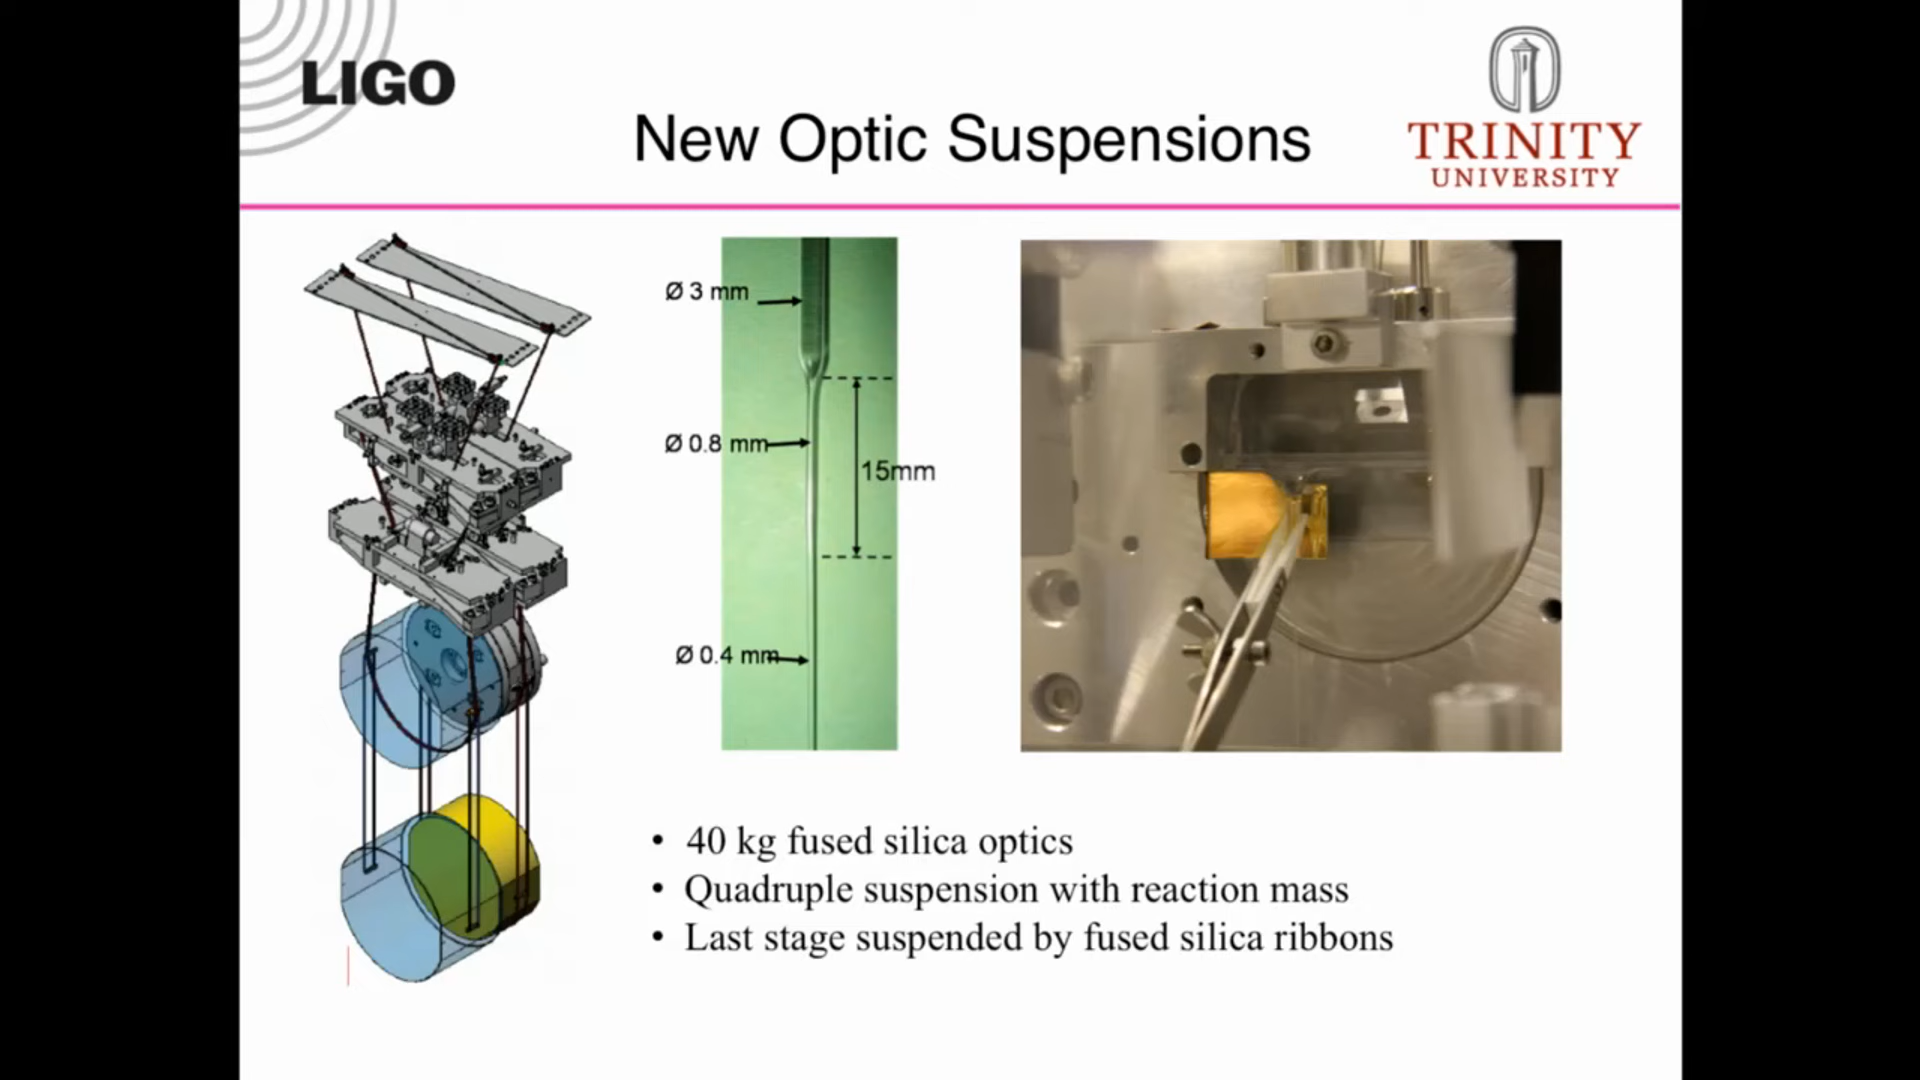 LIGO
New Optic Suspensions
TRINITY
UNIVERSITY
Ø 3 mm
Ø 0.8 mm
15mm
Ø 0.4 mm
• 40 kg fused silica optics
• Quadruple suspension with reaction mass
• Last stage suspended by fused silica ribbons